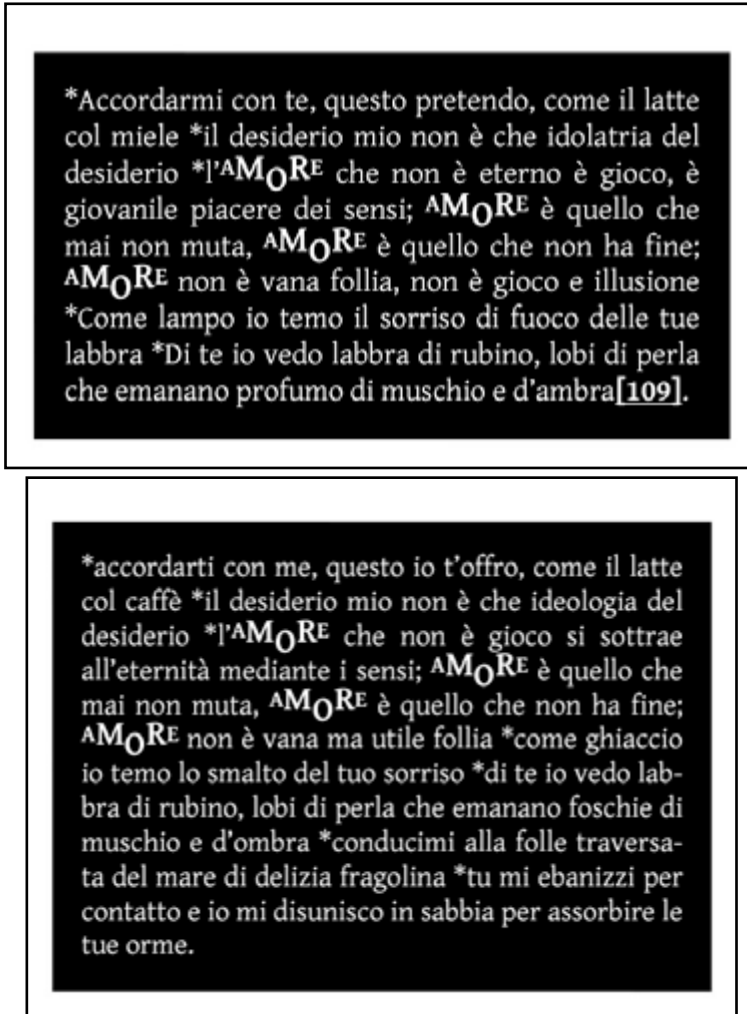 *Accordarmi con te, questo pretendo, come il latte
col miele *il desiderio mio non è che idolatria del
desiderio *l'AMORE che non è eterno è gioco, è
giovanile piacere dei sensi; AMORE è quello che
mai non muta, AMORE è quello che non ha fine;
AMORE non è vana follia, non è gioco e illusione
*Come lampo io temo il sorriso di fuoco delle tue
labbra *Di te io vedo labbra di rubino, lobi di perla
che emanano profumo di muschio e d'ambra[109].
*accordarti con me, questo io t'offro, come il latte
col caffè *il desiderio mio non è che ideologia del
desiderio *l'AMORE che non è gioco si sottrae
all'eternità mediante i sensi; AMORE è quello che
mai non muta, AMORE è quello che non ha fine;
AMORE non è vana ma utile follia *come ghiaccio
io temo lo smalto del tuo sorriso *di te io vedo lab-
bra di rubino, lobi di perla che emanano foschie di
muschio e d'ombra *conducimi alla folle traversa-
ta del mare di delizia fragolina *tu mi ebanizzi per
contatto e io mi disunisco in sabbia per assorbire le
tue orme.